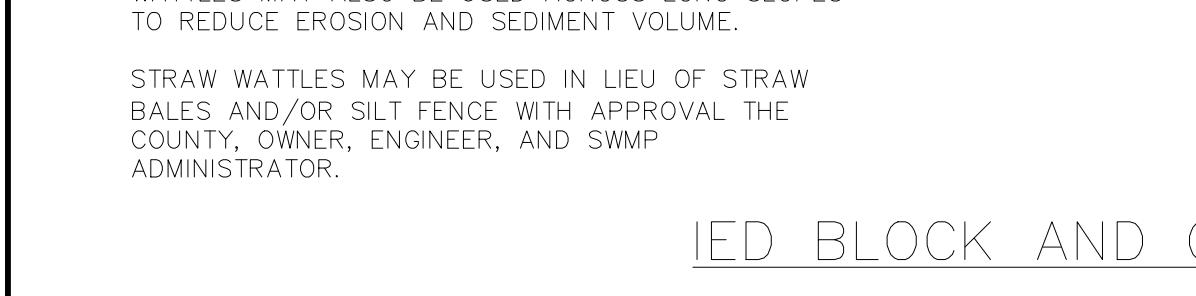 TO REDUCE EROSION AND SEDIMENT VOLUME.
STRAW WATTLES MAY BE USED IN LIEU OF STRAW
BALES AND/OR SILT FENCE WITH APPROVAL THE
COUNTY, OWNER, ENGINEER, AND SWMP
ADMINISTRATOR.
IED BLOCK AND